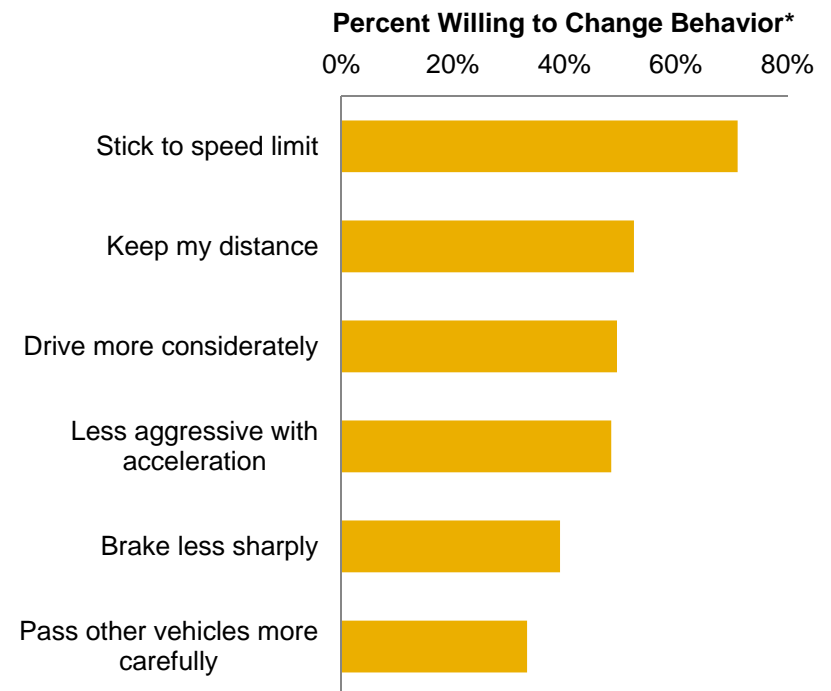 Percent Willing to Change Behavior*
0% 20% 40% 60% 80%
Stick to speed limit
Keep my distance
Drive more considerately
Less aggressive with
acceleration
Brake less sharply
Pass other vehicles more
carefully